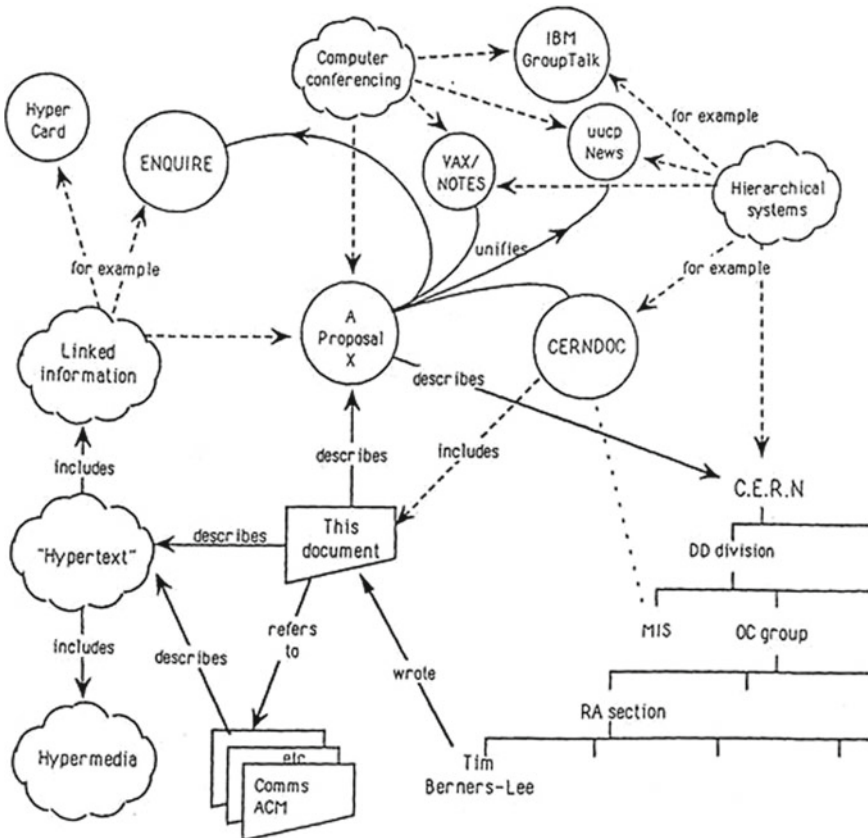 IBM
GroupTalk
Computer
conferencing
Hyper
Card
for example
uucp
News
ENQUIRE
VAX/
NOTES
Hierarchical
systems
unifies
for example
for example
A
Proposal
X
Linked
information
CERNDOC
describes
includes
includes
describes
C.E.R.N
This
document
describes
DD division
"Hypertext"
MIS
OC group
refers
to
includes
describes
wrote
RA section
Hypermedia
etc
Tim
Berners-Lee
Comms
ACM